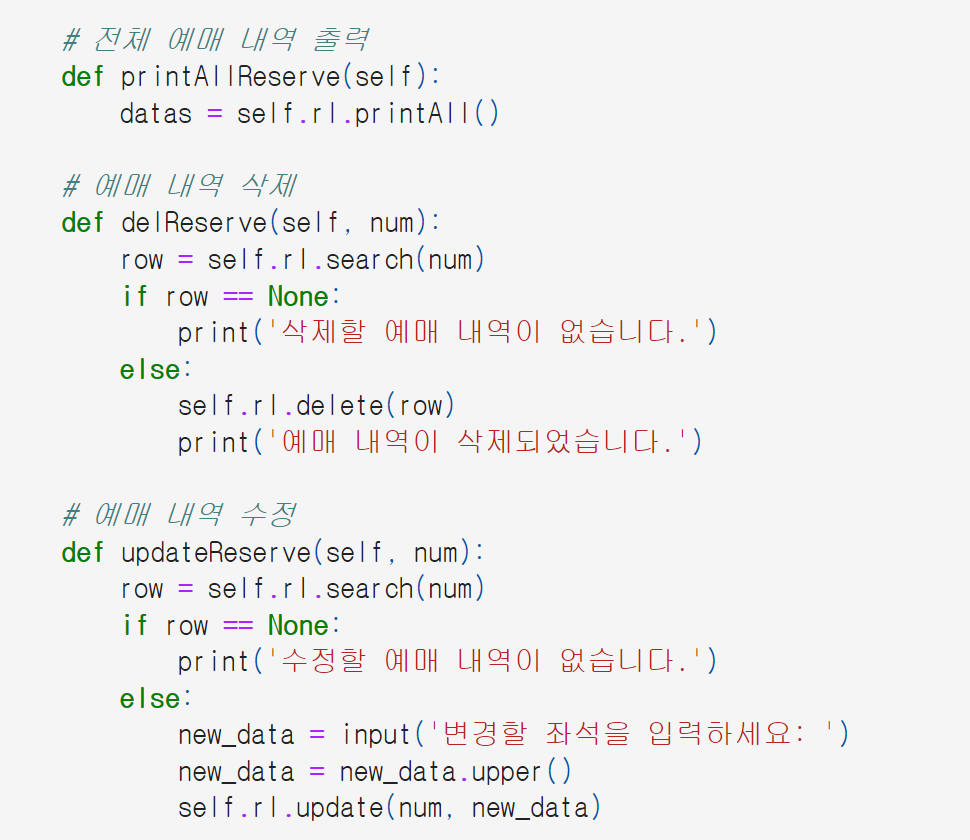 # 전체 예매 내역 출력
def printAllReserve(self):
    datas = self.rl.printAll()

# 예매 내역 삭제
def delReserve(self, num):
    row = self.rl.search(num)
    if row == None:
        print('삭제할 예매 내역이 없습니다.')
    else:
        self.rl.delete(row)
        print('예매 내역이 삭제되었습니다.')

# 예매 내역 수정
def updateReserve(self, num):
    row = self.rl.search(num)
    if row == None:
        print('수정할 예매 내역이 없습니다.')
    else:
        new_data = input('변경할 좌석을 입력하세요: ')
        new_data = new_data.upper()
        self.rl.update(num, new_data)